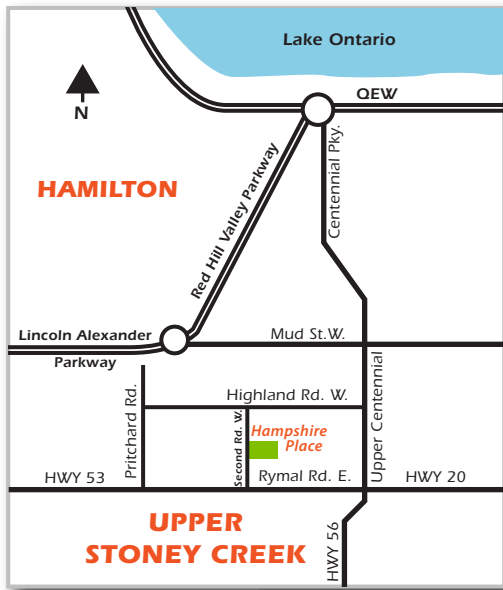 Lake Ontario
QEW
N
Centennial Pky.
Red Hill Valley Parkway
HAMILTON
Lincoln Alexander
Parkway
Mud St.W.
Pritchard Rd.
Highland Rd. W.
Upper Centennial
Second Rd. W.
Hampshire
Place
HWY 53
Rymal Rd. E.
HWY 20
UPPER
STONEY CREEK
HWY 56